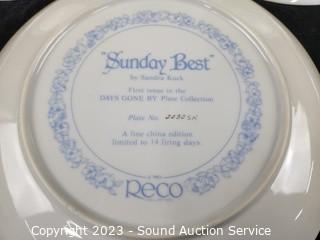 "Sunday Best"
by Sandra Kuck
First issue in the
DAYS GONE BY Plate Collection
Plate No.
A fine china edition
limited to 14 firing days.
Reco
Copyright 2023 - Sound Auction Service